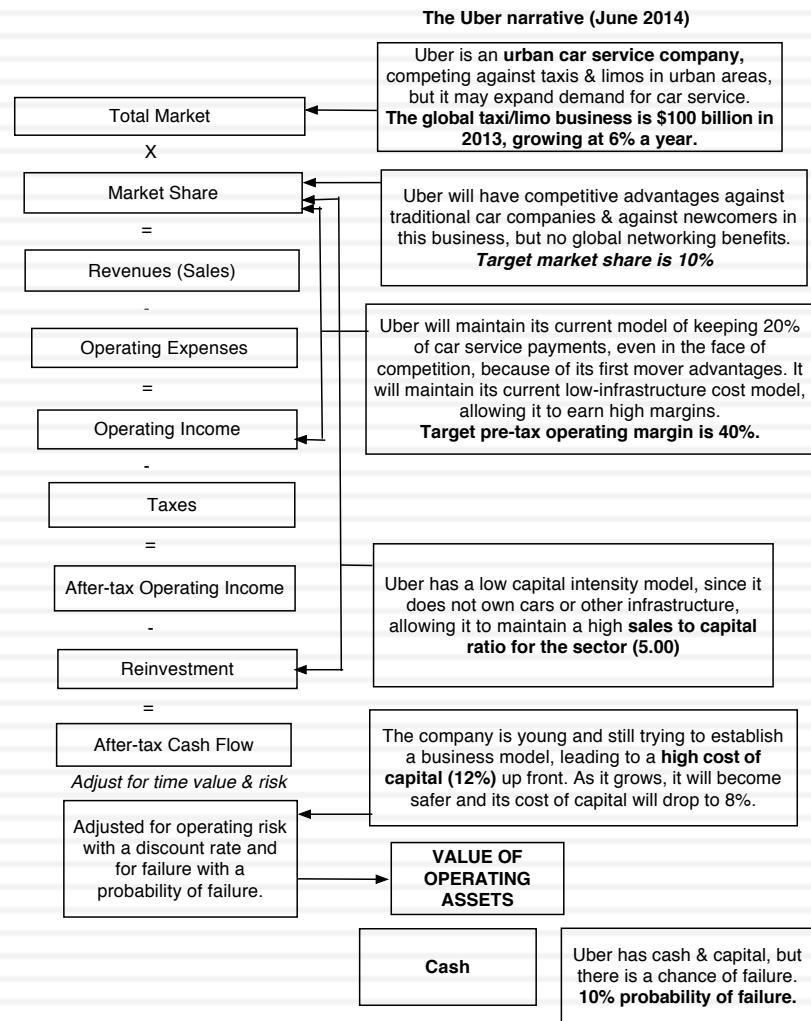 The Uber narrative (June 2014)
Uber is an urban car service company,
competing against taxis & limos in urban areas,
but it may expand demand for car service.
The global taxi/limo business is $100 billion in
2013, growing at 6% a year.
Total Market
X
Market Share
Uber will have competitive advantages against
traditional car companies & against newcomers in
this business, but no global networking benefits.
Target market share is 10%
=
Revenues (Sales)
-
Operating Expenses
Uber will maintain its current model of keeping 20%
of car service payments, even in the face of
competition, because of its first mover advantages. It
will maintain its current low-infrastructure cost model,
allowing it to earn high margins.
Target pre-tax operating margin is 40%.
=
Operating Income
-
Taxes
=
After-tax Operating Income
Uber has a low capital intensity model, since it
does not own cars or other infrastructure,
allowing it to maintain a high sales to capital
ratio for the sector (5.00)
-
Reinvestment
=
After-tax Cash Flow
The company is young and still trying to establish
a business model, leading to a high cost of
capital (12%) up front. As it grows, it will become
safer and its cost of capital will drop to 8%.
Adjust for time value & risk
Adjusted for operating risk
with a discount rate and
for failure with a
probability of failure.
VALUE OF
OPERATING
ASSETS
Cash
Uber has cash & capital, but
there is a chance of failure.
10% probability of failure.